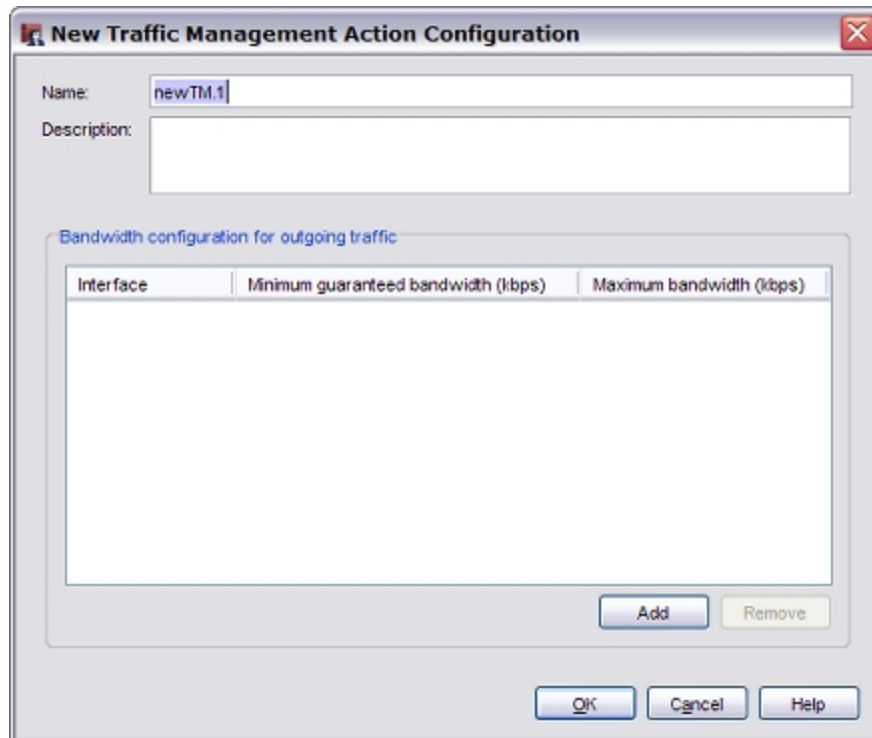 New Traffic Management Action Configuration
Name: newTM.1
Description:
Bandwidth configuration for outgoing traffic
Interface Minimum guaranteed bandwidth (kbps) Maximum bandwidth (kbps)
Add Remove
OK Cancel Help